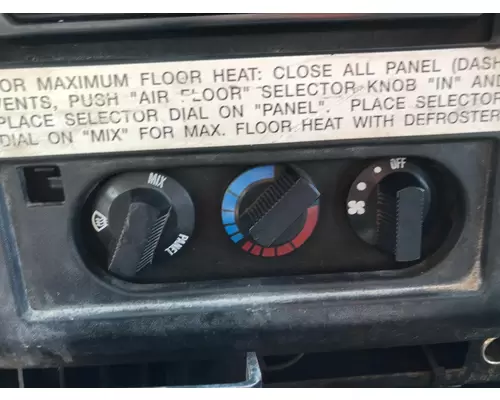 OR MAXIMUM FLOOR HEAT: CLOSE ALL PANEL (DASH
VENTS, PUSH "AIR FLOOR" SELECTOR KNOB "IN" AND
PLACE SELECTOR DIAL ON "PANEL". PLACE SELECTOR
DIAL ON "MIX" FOR MAX. FLOOR HEAT WITH DEFROSTER
MIX
PANEL
OFF